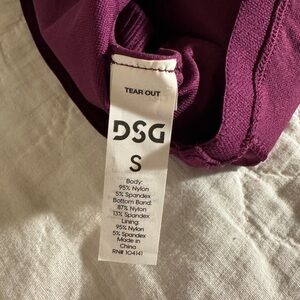 TEAR OUT
DSG
S
Body:
95% Nylon
5% Spandex
Bottom Band:
87% Nylon
13% Spandex
Lining:
95% Nylon
5% Spandex
Made in
China
RN# 104141